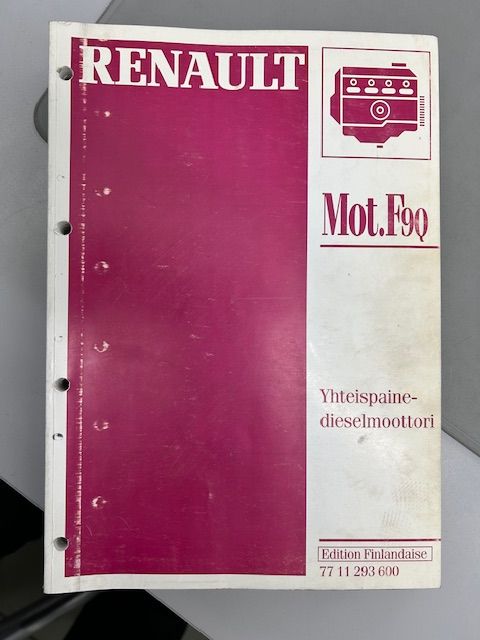 RENAULT
Mot.F9Q
Yhteispaine-
dieselmoottori
Edition Finlandaise
77 11 293 600